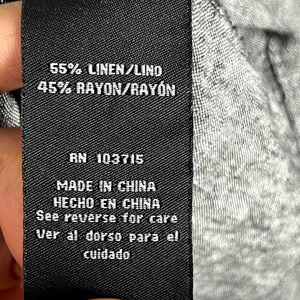 55% LINEN/LINO
45% RAYON/RAYÓN
RN 103715
MADE IN CHINA
HECHO EN CHINA
See reverse for care
Ver al dorso para el
cuidado